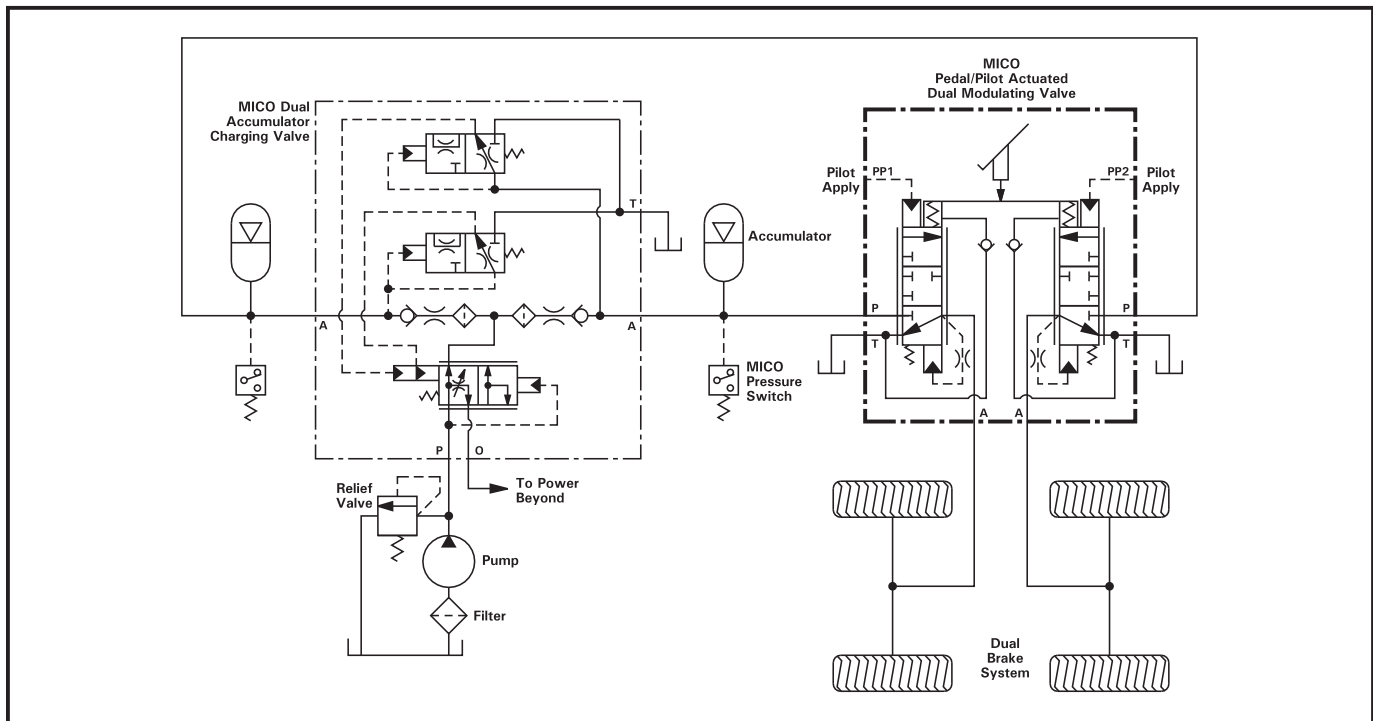 MICO
Pedal/Pilot Actuated
Dual Modulating Valve
MICO Dual
Accumulator
Charging Valve
Pilot
Apply
PP1
PP2
Pilot
Apply
T
Accumulator
A
A
P
T
P
T
MICO
Pressure
Switch
A
A
P
O
To Power
Beyond
Relief
Valve
Pump
Filter
Dual
Brake
System